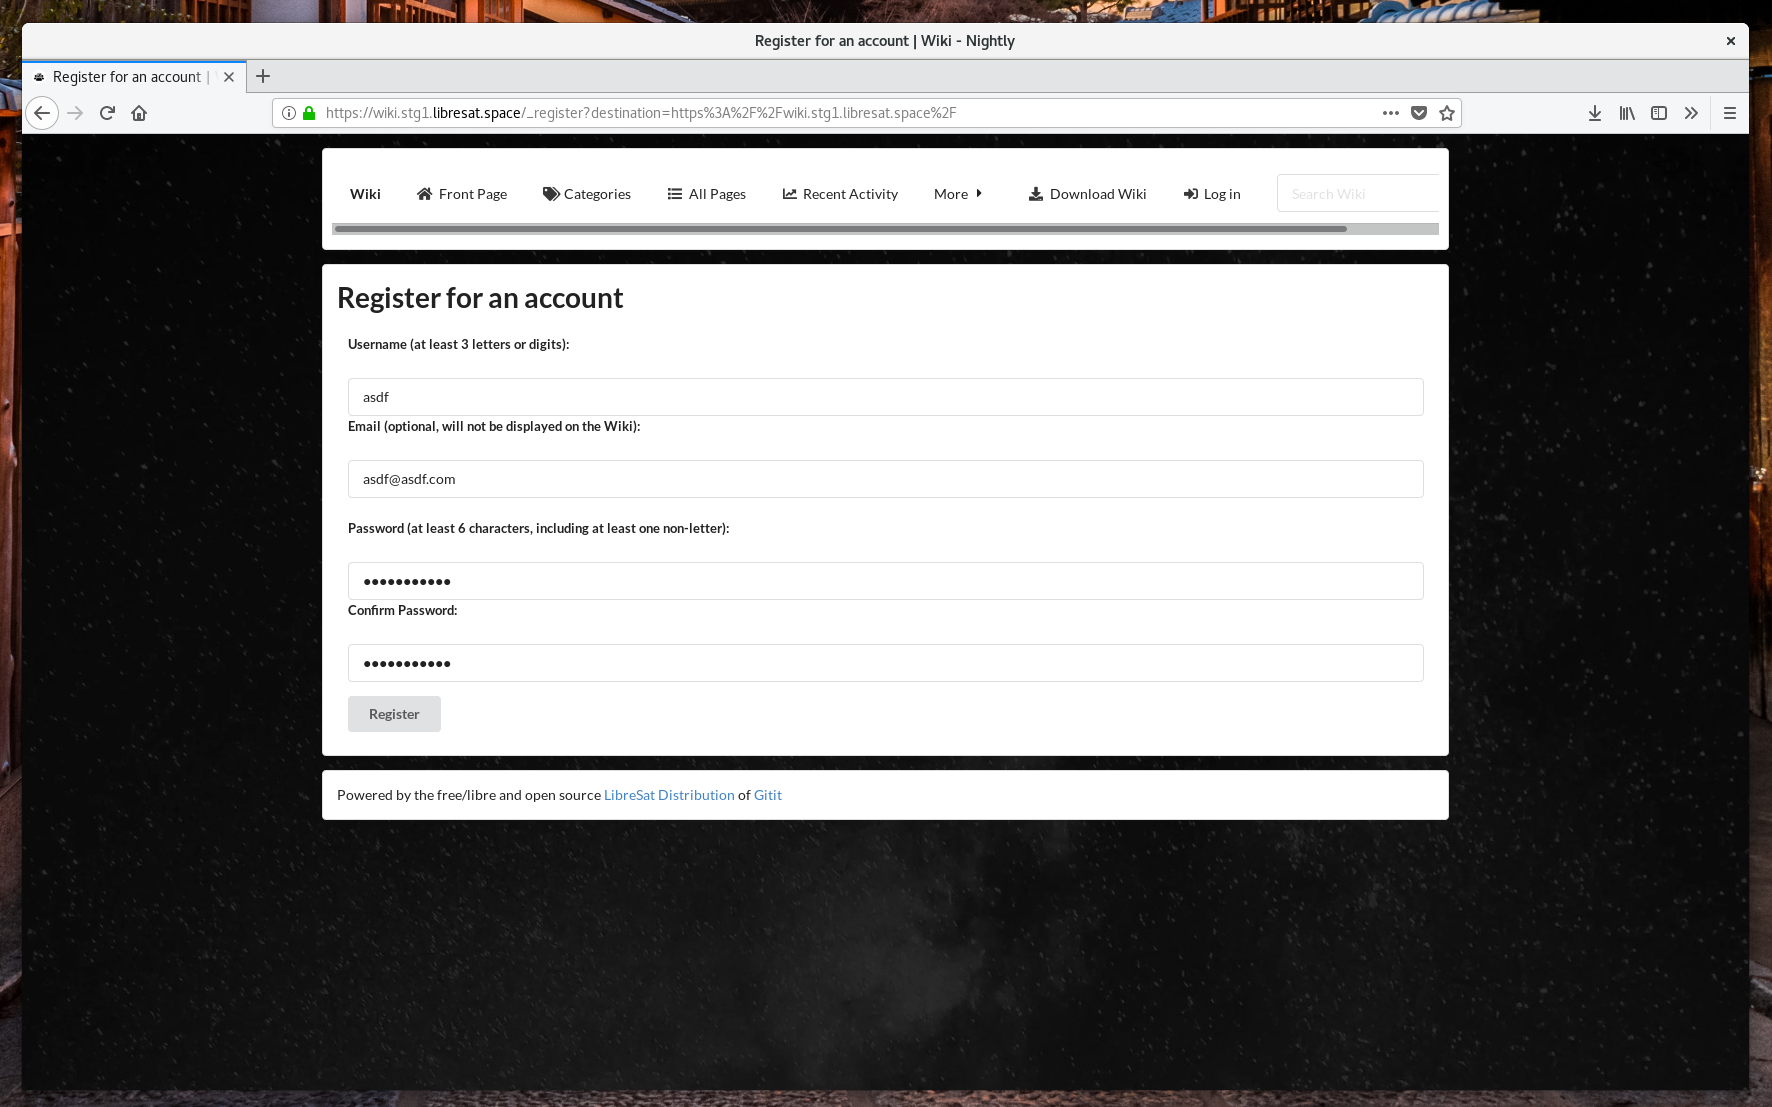 Register for an account | Wiki - Nightly
Register for an account |
https://wiki.stg1.libresat.space/_register?destination=https%3A%2F%2Fwiki.stg1.libresat.space%2F
Wiki Front Page Categories All Pages Recent Activity More Download Wiki Log in Search Wiki
Register for an account
Username (at least 3 letters or digits):
asdf
Email (optional, will not be displayed on the Wiki):
asdf@asdf.com
Password (at least 6 characters, including at least one non-letter):
•••••••••••
Confirm Password:
•••••••••••
Register
Powered by the free/libre and open source LibreSat Distribution of Gitit